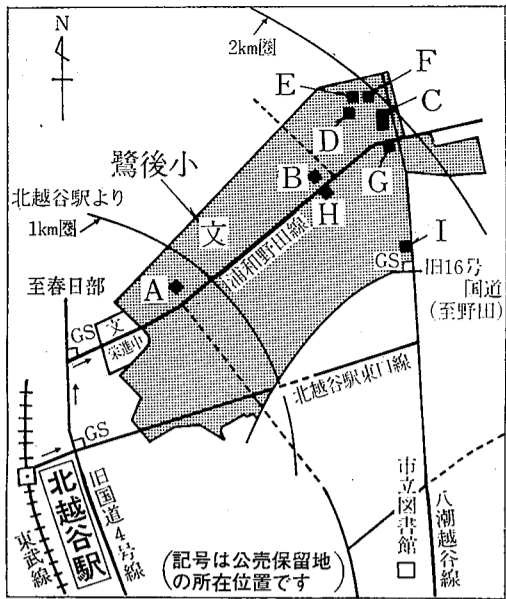 N
2km圏
E
F
C
D
鷺後小
文
B
G
H
北越谷駅より
1km圏
浦和野田線
I
GS
旧16号
国道
(至野田)
至春日部
A
GS
文
栄進中
北越谷駅東口線
GS
北越谷駅
旧国道4号線
東武線
市立図書館
八潮越谷線
(記号は公売保留地
の所在位置です)